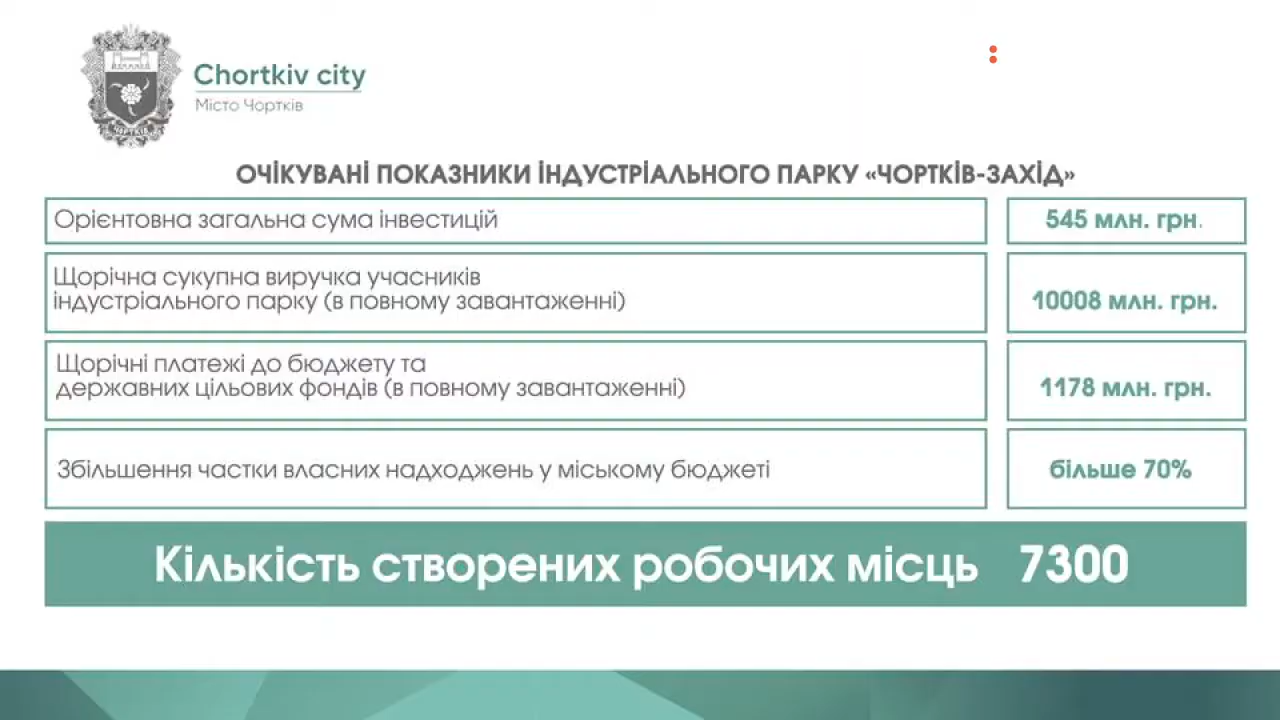 Chortkiv city
Місто Чортків
ЧОРТКІВ
ОЧІКУВАНІ ПОКАЗНИКИ ІНДУСТРІАЛЬНОГО ПАРКУ «ЧОРТКІВ-ЗАХІД»
Орієнтовна загальна сума інвестицій
545 млн. грн.
Щорічна сукупна виручка учасників
індустріального парку (в повному завантаженні)
10008 млн. грн.
Щорічні платежі до бюджету та
державних цільових фондів (в повному завантаженні)
1178 млн. грн.
Збільшення частки власних надходжень у міському бюджеті
більше 70%
Кількість створених робочих місць 7300